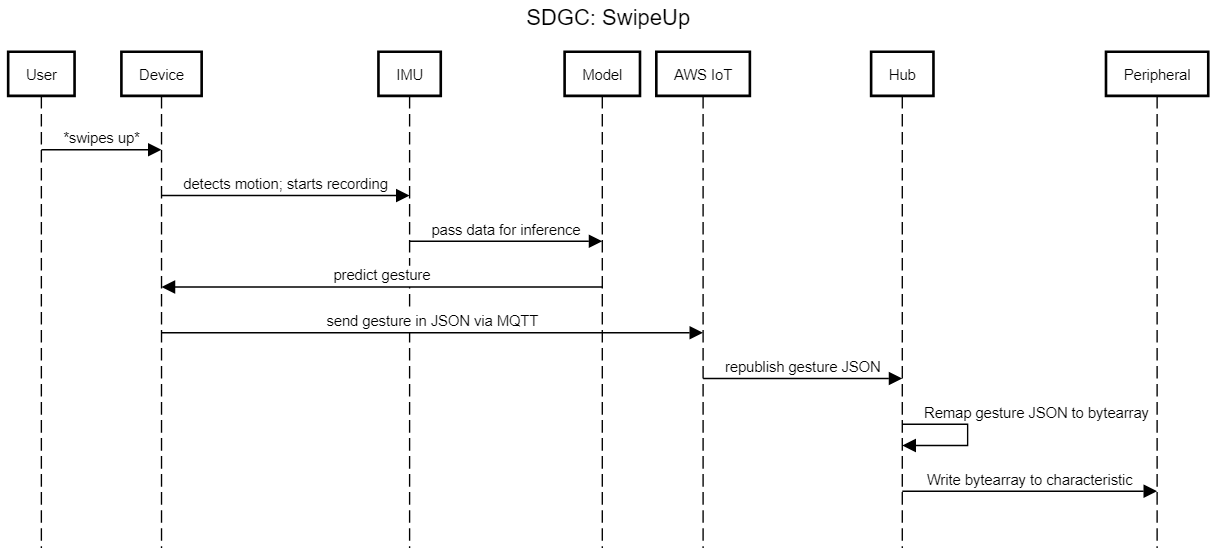 SDGC: SwipeUp
User
Device
IMU
Model
AWS IoT
Hub
Peripheral
*swipes up*
detects motion; starts recording
pass data for inference
predict gesture
send gesture in JSON via MQTT
republish gesture JSON
Remap gesture JSON to bytearray
Write bytearray to characteristic